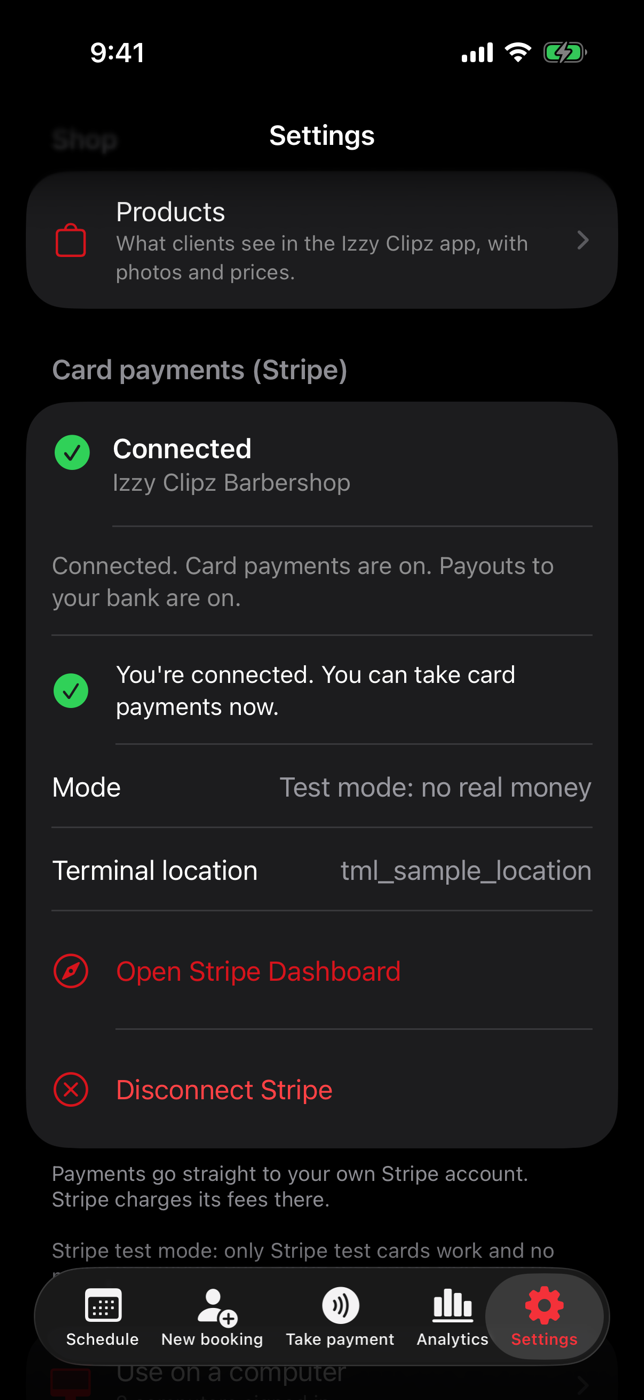 9:41
Shop
Settings
Products
What clients see in the Izzy Clipz app, with
photos and prices.
Card payments (Stripe)
Connected
Izzy Clipz Barbershop
Connected. Card payments are on. Payouts to
your bank are on.
You're connected. You can take card
payments now.
Mode
Test mode: no real money
Terminal location
tml_sample_location
Open Stripe Dashboard
Disconnect Stripe
Payments go straight to your own Stripe account.
Stripe charges its fees there.
Stripe test mode: only Stripe test cards work and no
Schedule
New booking
Take payment
Analytics
Settings
Use on a computer